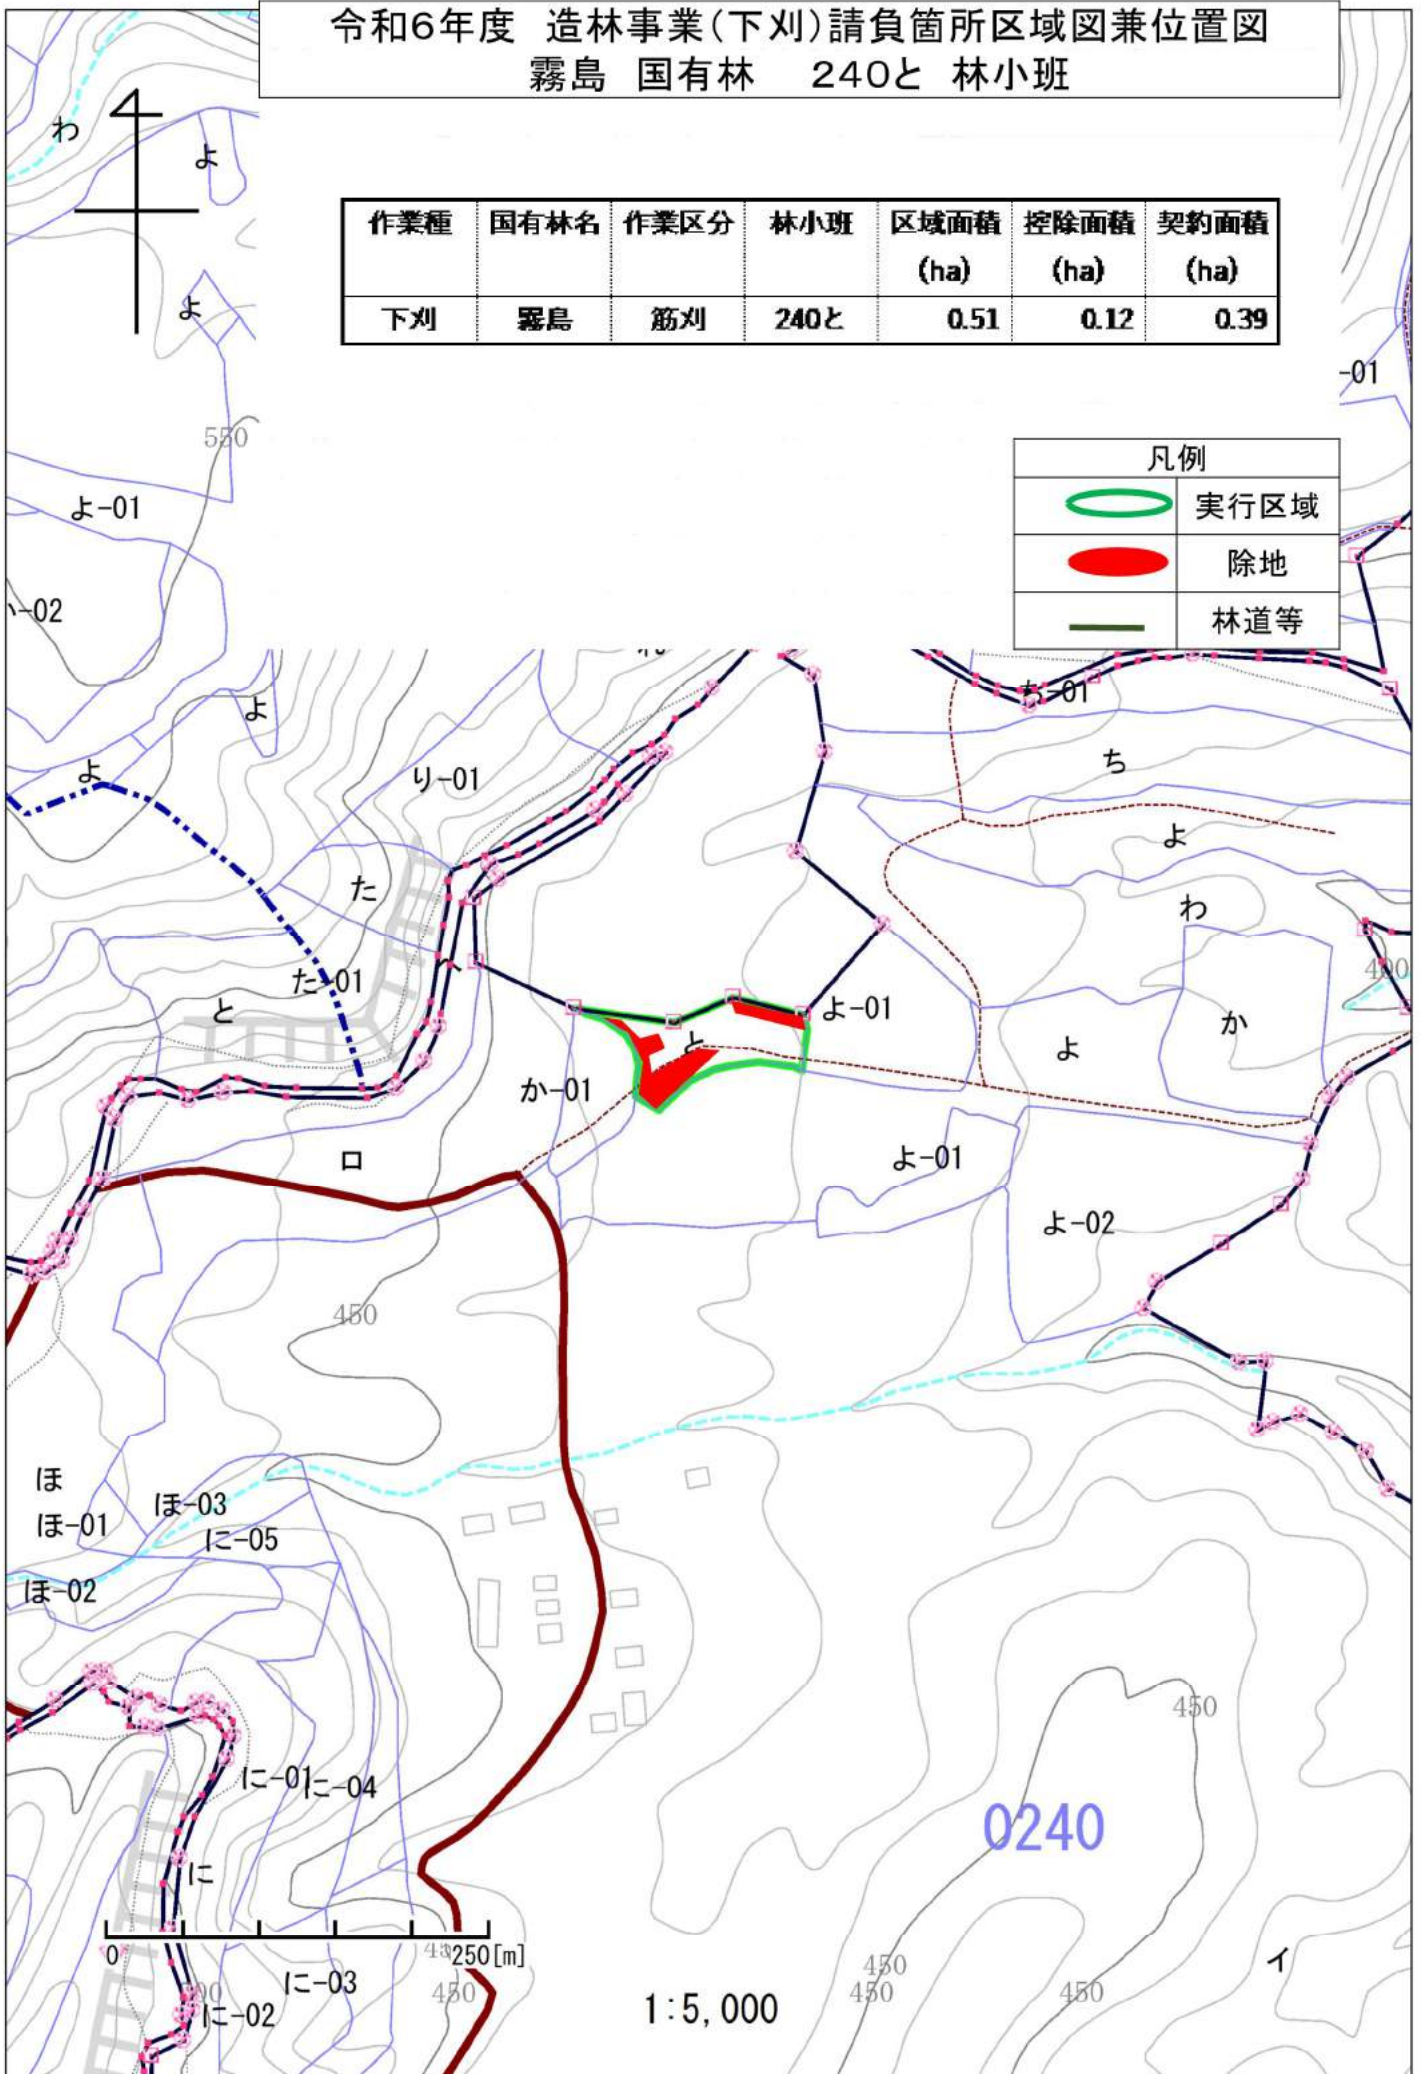 令和6年度 造林事業(下刈)請負箇所区域図兼位置図
霧島 国有林 240と 林小班
作業種 国有林名 作業区分 林小班 区域面積(ha) 控除面積(ha) 契約面積(ha)
下刈 霧島 筋刈 240と 0.51 0.12 0.39
凡例
実行区域
除地
林道等
わ
よ
よ
-01
550
よ-01
-02
よ
ち-01
よ
り-01
ち
よ
た
わ
400
た-01
と
へ
と
よ-01
か
よ
か-01
ロ
よ-01
よ-02
450
ほ
ほ-03
ほ-01
に-05
ほ-02
450
に-01
に-04
0240
に
0
250[m]
450
イ
に-03
450
450
450
に-02
1:5,000